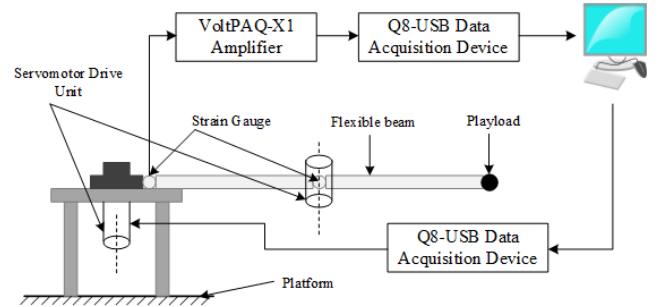 VoltPAQ-X1
Amplifier
Q8-USB Data
Acquisition Device
Servomotor Drive
Unit
Strain Gauge
Flexible beam
Playload
Q8-USB Data
Acquisition Device
Platform